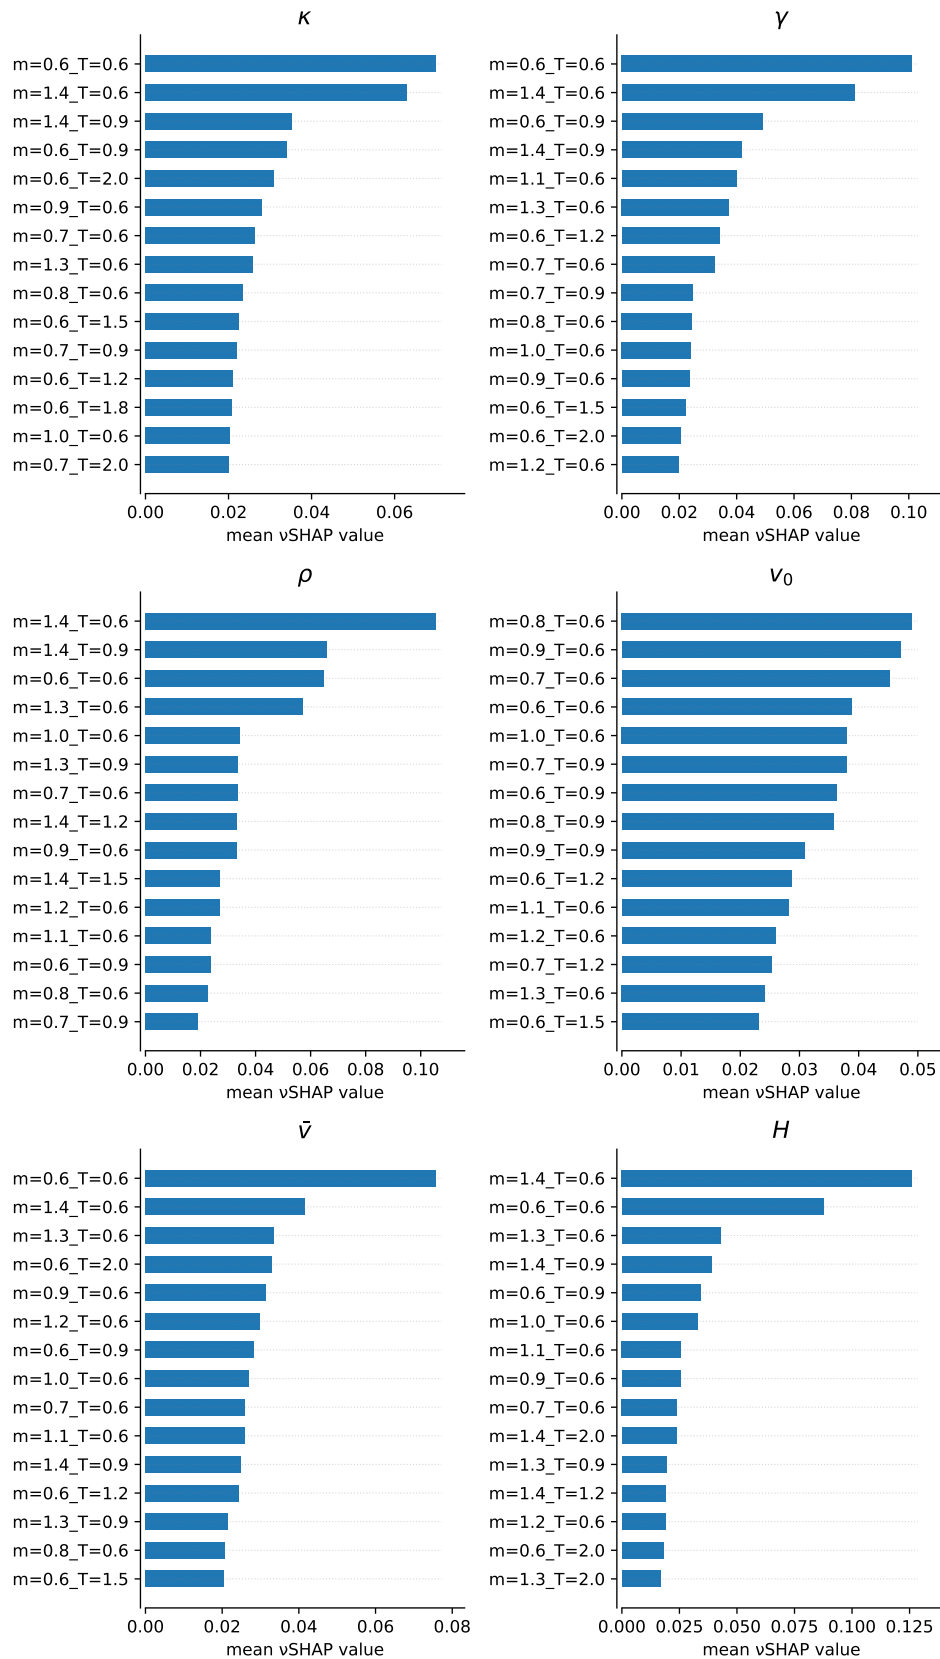 κ
m=0.6_T=0.6
m=1.4_T=0.6
m=1.4_T=0.9
m=0.6_T=0.9
m=0.6_T=2.0
m=0.9_T=0.6
m=0.7_T=0.6
m=1.3_T=0.6
m=0.8_T=0.6
m=0.6_T=1.5
m=0.7_T=0.9
m=0.6_T=1.2
m=0.6_T=1.8
m=1.0_T=0.6
m=0.7_T=2.0
0.00 0.02 0.04 0.06
mean νSHAP value
γ
m=0.6_T=0.6
m=1.4_T=0.6
m=0.6_T=0.9
m=1.4_T=0.9
m=1.1_T=0.6
m=1.3_T=0.6
m=0.6_T=1.2
m=0.7_T=0.6
m=0.7_T=0.9
m=0.8_T=0.6
m=1.0_T=0.6
m=0.9_T=0.6
m=0.6_T=1.5
m=0.6_T=2.0
m=1.2_T=0.6
0.00 0.02 0.04 0.06 0.08 0.10
mean νSHAP value
ρ
m=1.4_T=0.6
m=1.4_T=0.9
m=0.6_T=0.6
m=1.3_T=0.6
m=1.0_T=0.6
m=1.3_T=0.9
m=0.7_T=0.6
m=1.4_T=1.2
m=0.9_T=0.6
m=1.4_T=1.5
m=1.2_T=0.6
m=1.1_T=0.6
m=0.6_T=0.9
m=0.8_T=0.6
m=0.7_T=0.9
0.00 0.02 0.04 0.06 0.08 0.10
mean νSHAP value
v₀
m=0.8_T=0.6
m=0.9_T=0.6
m=0.7_T=0.6
m=0.6_T=0.6
m=1.0_T=0.6
m=0.7_T=0.9
m=0.6_T=0.9
m=0.8_T=0.9
m=0.9_T=0.9
m=0.6_T=1.2
m=1.1_T=0.6
m=1.2_T=0.6
m=0.7_T=1.2
m=1.3_T=0.6
m=0.6_T=1.5
0.00 0.01 0.02 0.03 0.04 0.05
mean νSHAP value
v̄
m=0.6_T=0.6
m=1.4_T=0.6
m=1.3_T=0.6
m=0.6_T=2.0
m=0.9_T=0.6
m=1.2_T=0.6
m=0.6_T=0.9
m=1.0_T=0.6
m=0.7_T=0.6
m=1.1_T=0.6
m=1.4_T=0.9
m=0.6_T=1.2
m=1.3_T=0.9
m=0.8_T=0.6
m=0.6_T=1.5
0.00 0.02 0.04 0.06 0.08
mean νSHAP value
H
m=1.4_T=0.6
m=0.6_T=0.6
m=1.3_T=0.6
m=1.4_T=0.9
m=0.6_T=0.9
m=1.0_T=0.6
m=1.1_T=0.6
m=0.9_T=0.6
m=0.7_T=0.6
m=1.4_T=2.0
m=1.3_T=0.9
m=1.4_T=1.2
m=1.2_T=0.6
m=0.6_T=2.0
m=1.3_T=2.0
0.000 0.025 0.050 0.075 0.100 0.125
mean νSHAP value